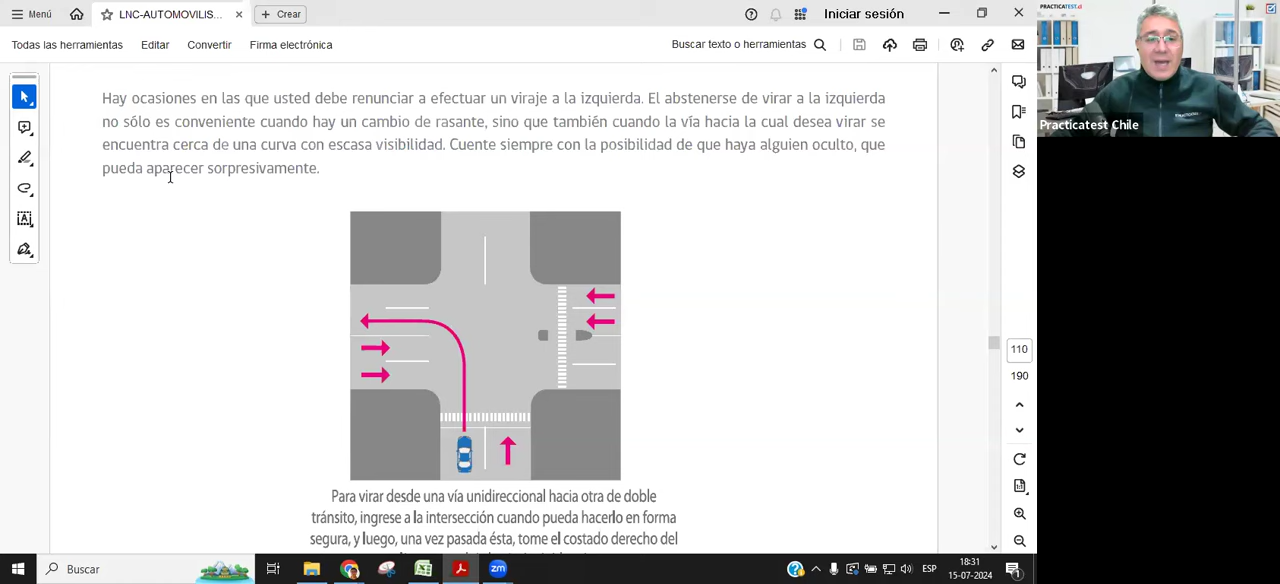 Menú
LNC-AUTOMOVILIS...
Crear
Iniciar sesión
Todas las herramientas
Editar
Convertir
Firma electrónica
Buscar texto o herramientas
PRACTICATEST.cl
Practicatest Chile
Hay ocasiones en las que usted debe renunciar a efectuar un viraje a la izquierda. El abstenerse de virar a la izquierda
no sólo es conveniente cuando hay un cambio de rasante, sino que también cuando la vía hacia la cual desea virar se
encuentra cerca de una curva con escasa visibilidad. Cuente siempre con la posibilidad de que haya alguien oculto, que
pueda aparecer sorpresivamente.
110
190
Para virar desde una vía unidireccional hacia otra de doble
tránsito, ingrese a la intersección cuando pueda hacerlo en forma
segura, y luego, una vez pasada ésta, tome el costado derecho del
Buscar
ESP
18:31
15-07-2024